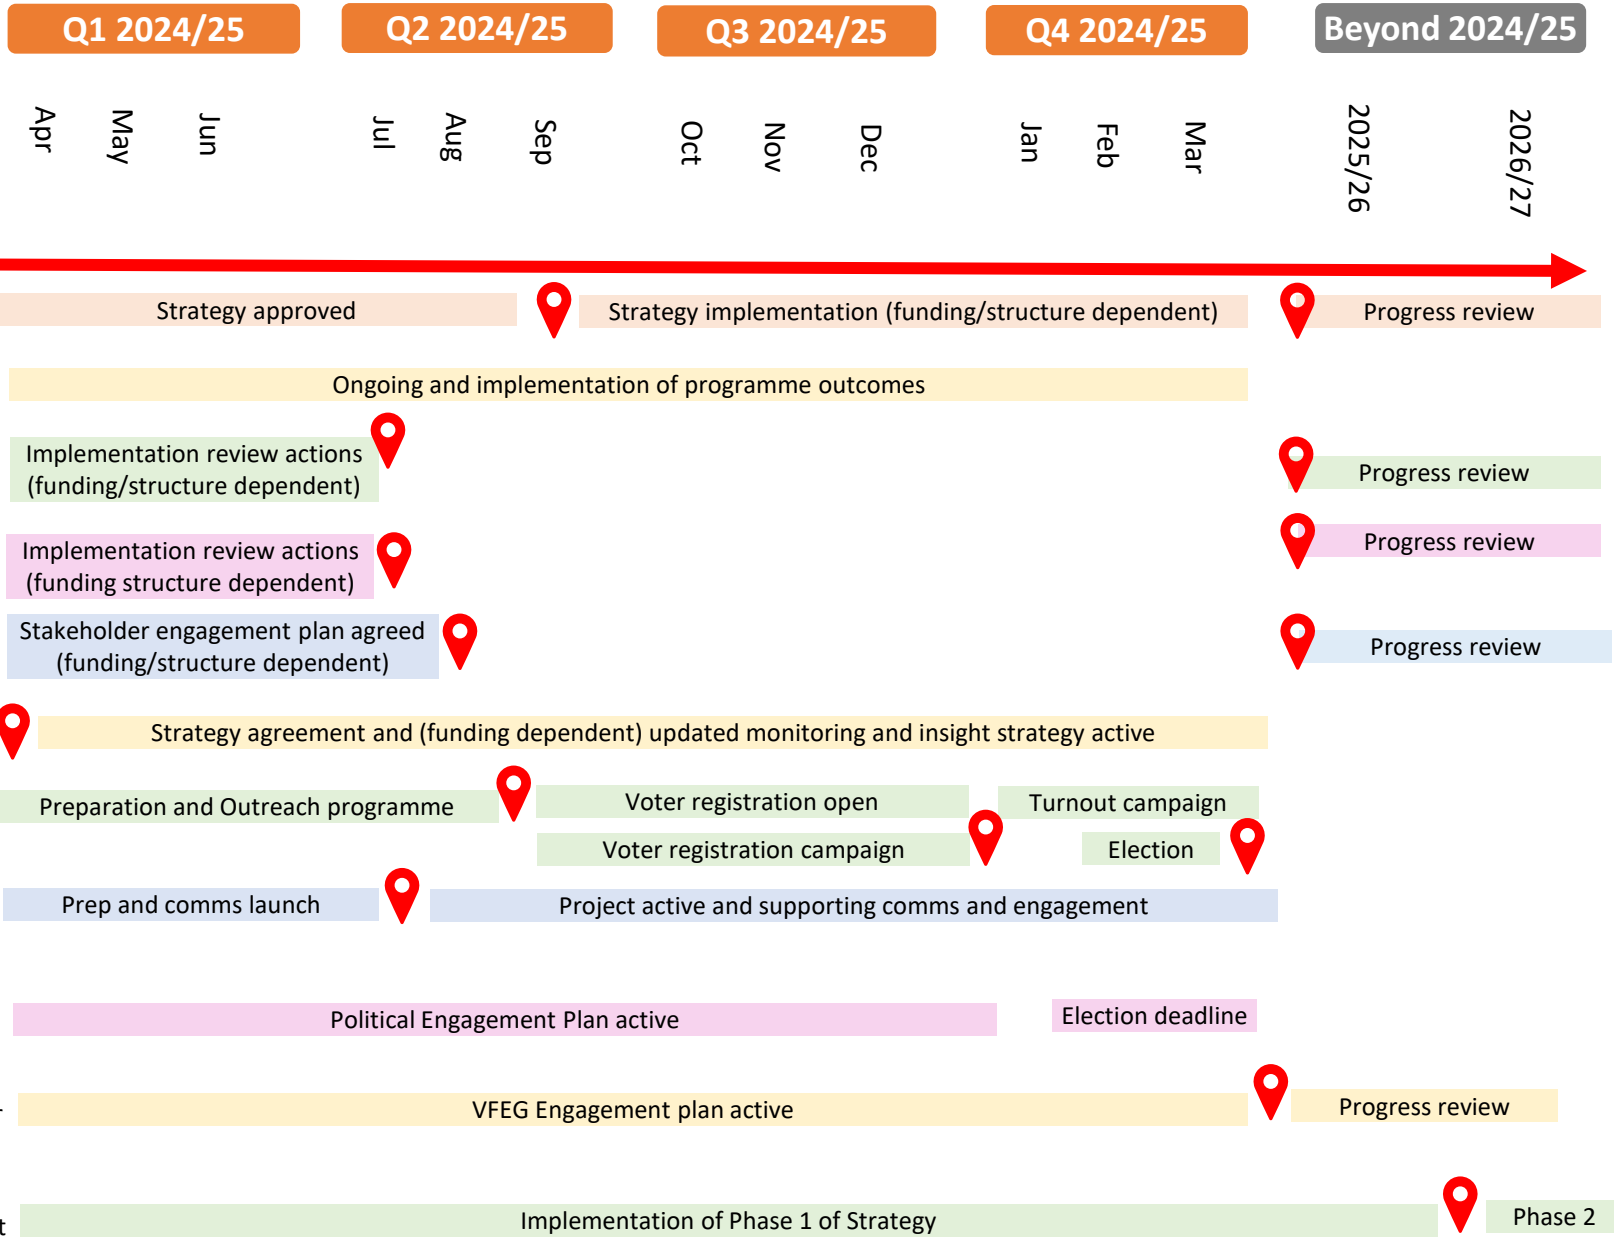 Q1 2024/25
Q2 2024/25
Q3 2024/25
Q4 2024/25
Beyond 2024/25
Apr
May
Jun
Jul
Aug
Sep
Oct
Nov
Dec
Jan
Feb
Mar
2025/26
2026/27
Strategy approved
Strategy implementation (funding/structure dependent)
Progress review
Ongoing and implementation of programme outcomes
Implementation review actions
(funding/structure dependent)
Progress review
Implementation review actions
(funding structure dependent)
Progress review
Stakeholder engagement plan agreed
(funding/structure dependent)
Progress review
Strategy agreement and (funding dependent) updated monitoring and insight strategy active
Preparation and Outreach programme
Voter registration open
Turnout campaign
Voter registration campaign
Election
Prep and comms launch
Project active and supporting comms and engagement
Political Engagement Plan active
Election deadline
VFEG Engagement plan active
Progress review
t
Implementation of Phase 1 of Strategy
Phase 2